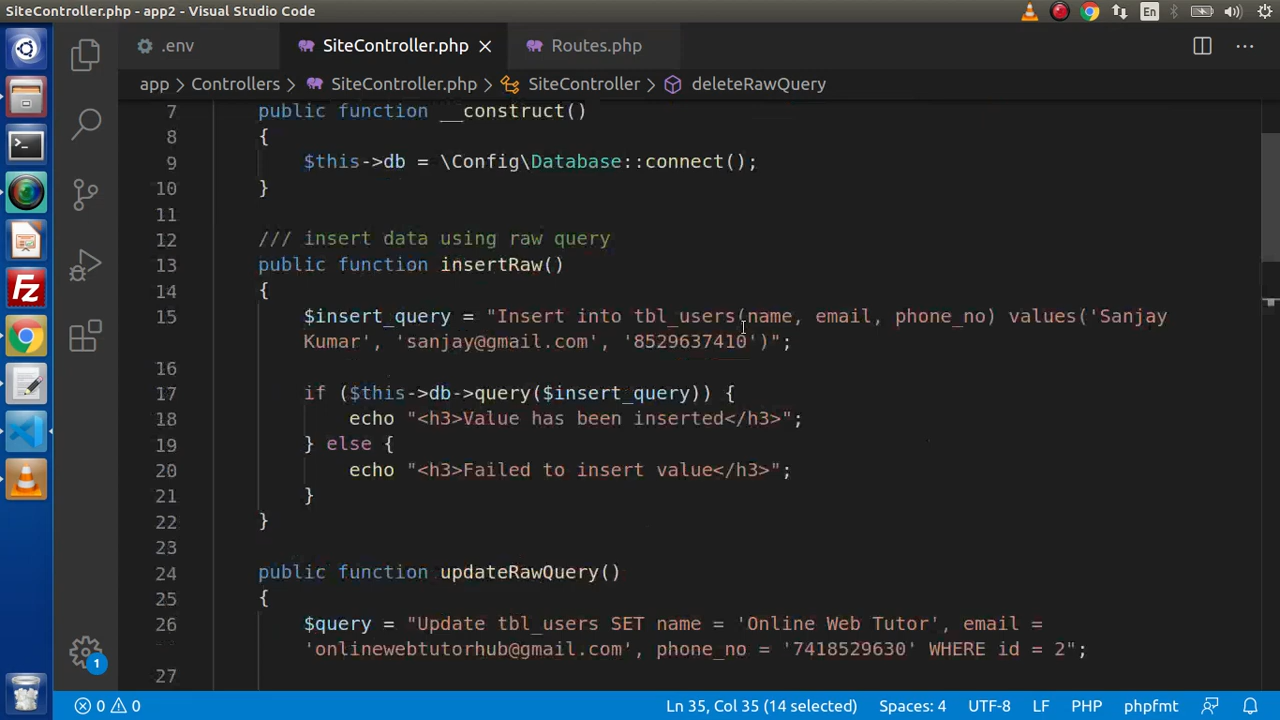 SiteController.php - app2 - Visual Studio Code
En
.env
SiteController.php
Routes.php
app > Controllers > SiteController.php > SiteController > deleteRawQuery
7 public function __construct()
8 {
9 $this->db = \Config\Database::connect();
10 }
11
12 /// insert data using raw query
13 public function insertRaw()
14 {
15 $insert_query = "Insert into tbl_users(name, email, phone_no) values('Sanjay
Kumar', 'sanjay@gmail.com', '8529637410')";
16
17 if ($this->db->query($insert_query)) {
18 echo "<h3>Value has been inserted</h3>";
19 } else {
20 echo "<h3>Failed to insert value</h3>";
21 }
22 }
23
24 public function updateRawQuery()
25 {
26 $query = "Update tbl_users SET name = 'Online Web Tutor', email =
'onlinewebtutorhub@gmail.com', phone_no = '7418529630' WHERE id = 2";
27
1
0 0 Ln 35, Col 35 (14 selected) Spaces: 4 UTF-8 LF PHP phpfmt